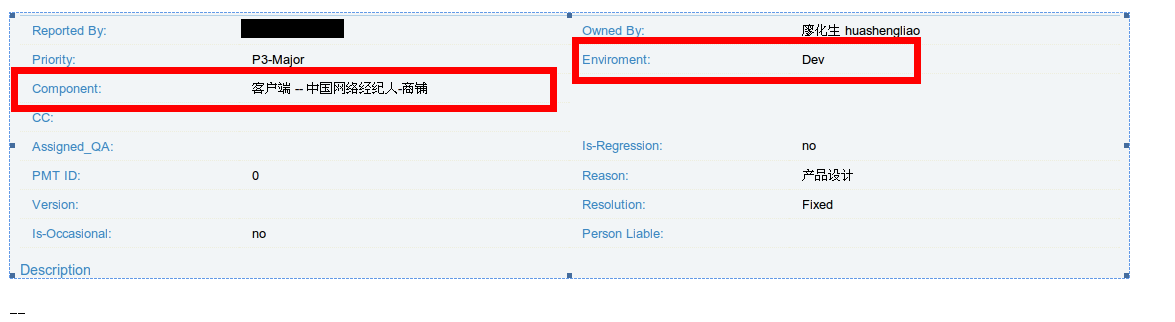 Reported By: Owned By: 廖化生 huashengliao
Priority: P3-Major Enviroment: Dev
Component: 客户端 -- 中国网络经纪人-商铺
CC:
Assigned_QA: Is-Regression: no
PMT ID: 0 Reason: 产品设计
Version: Resolution: Fixed
Is-Occasional: no Person Liable:
Description
--